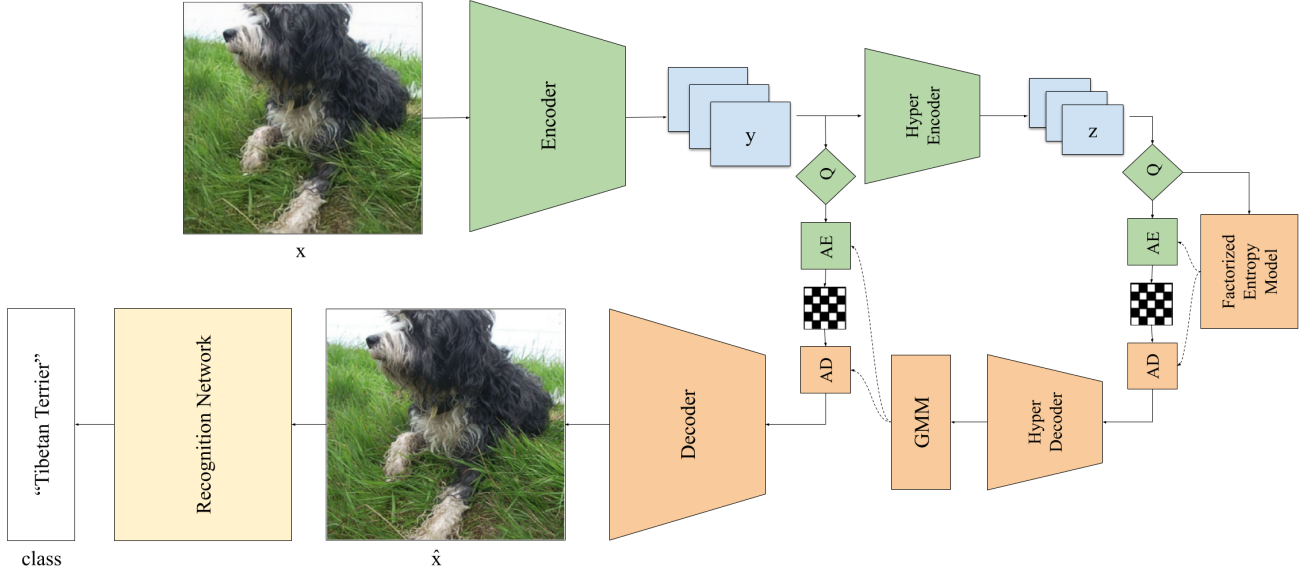 x
Encoder
y
Hyper
Encoder
z
Q
AE
AD
Q
AE
AD
Factorized
Entropy
Model
Hyper
Decoder
GMM
Decoder
x̂
Recognition Network
“Tibetan Terrier”
class